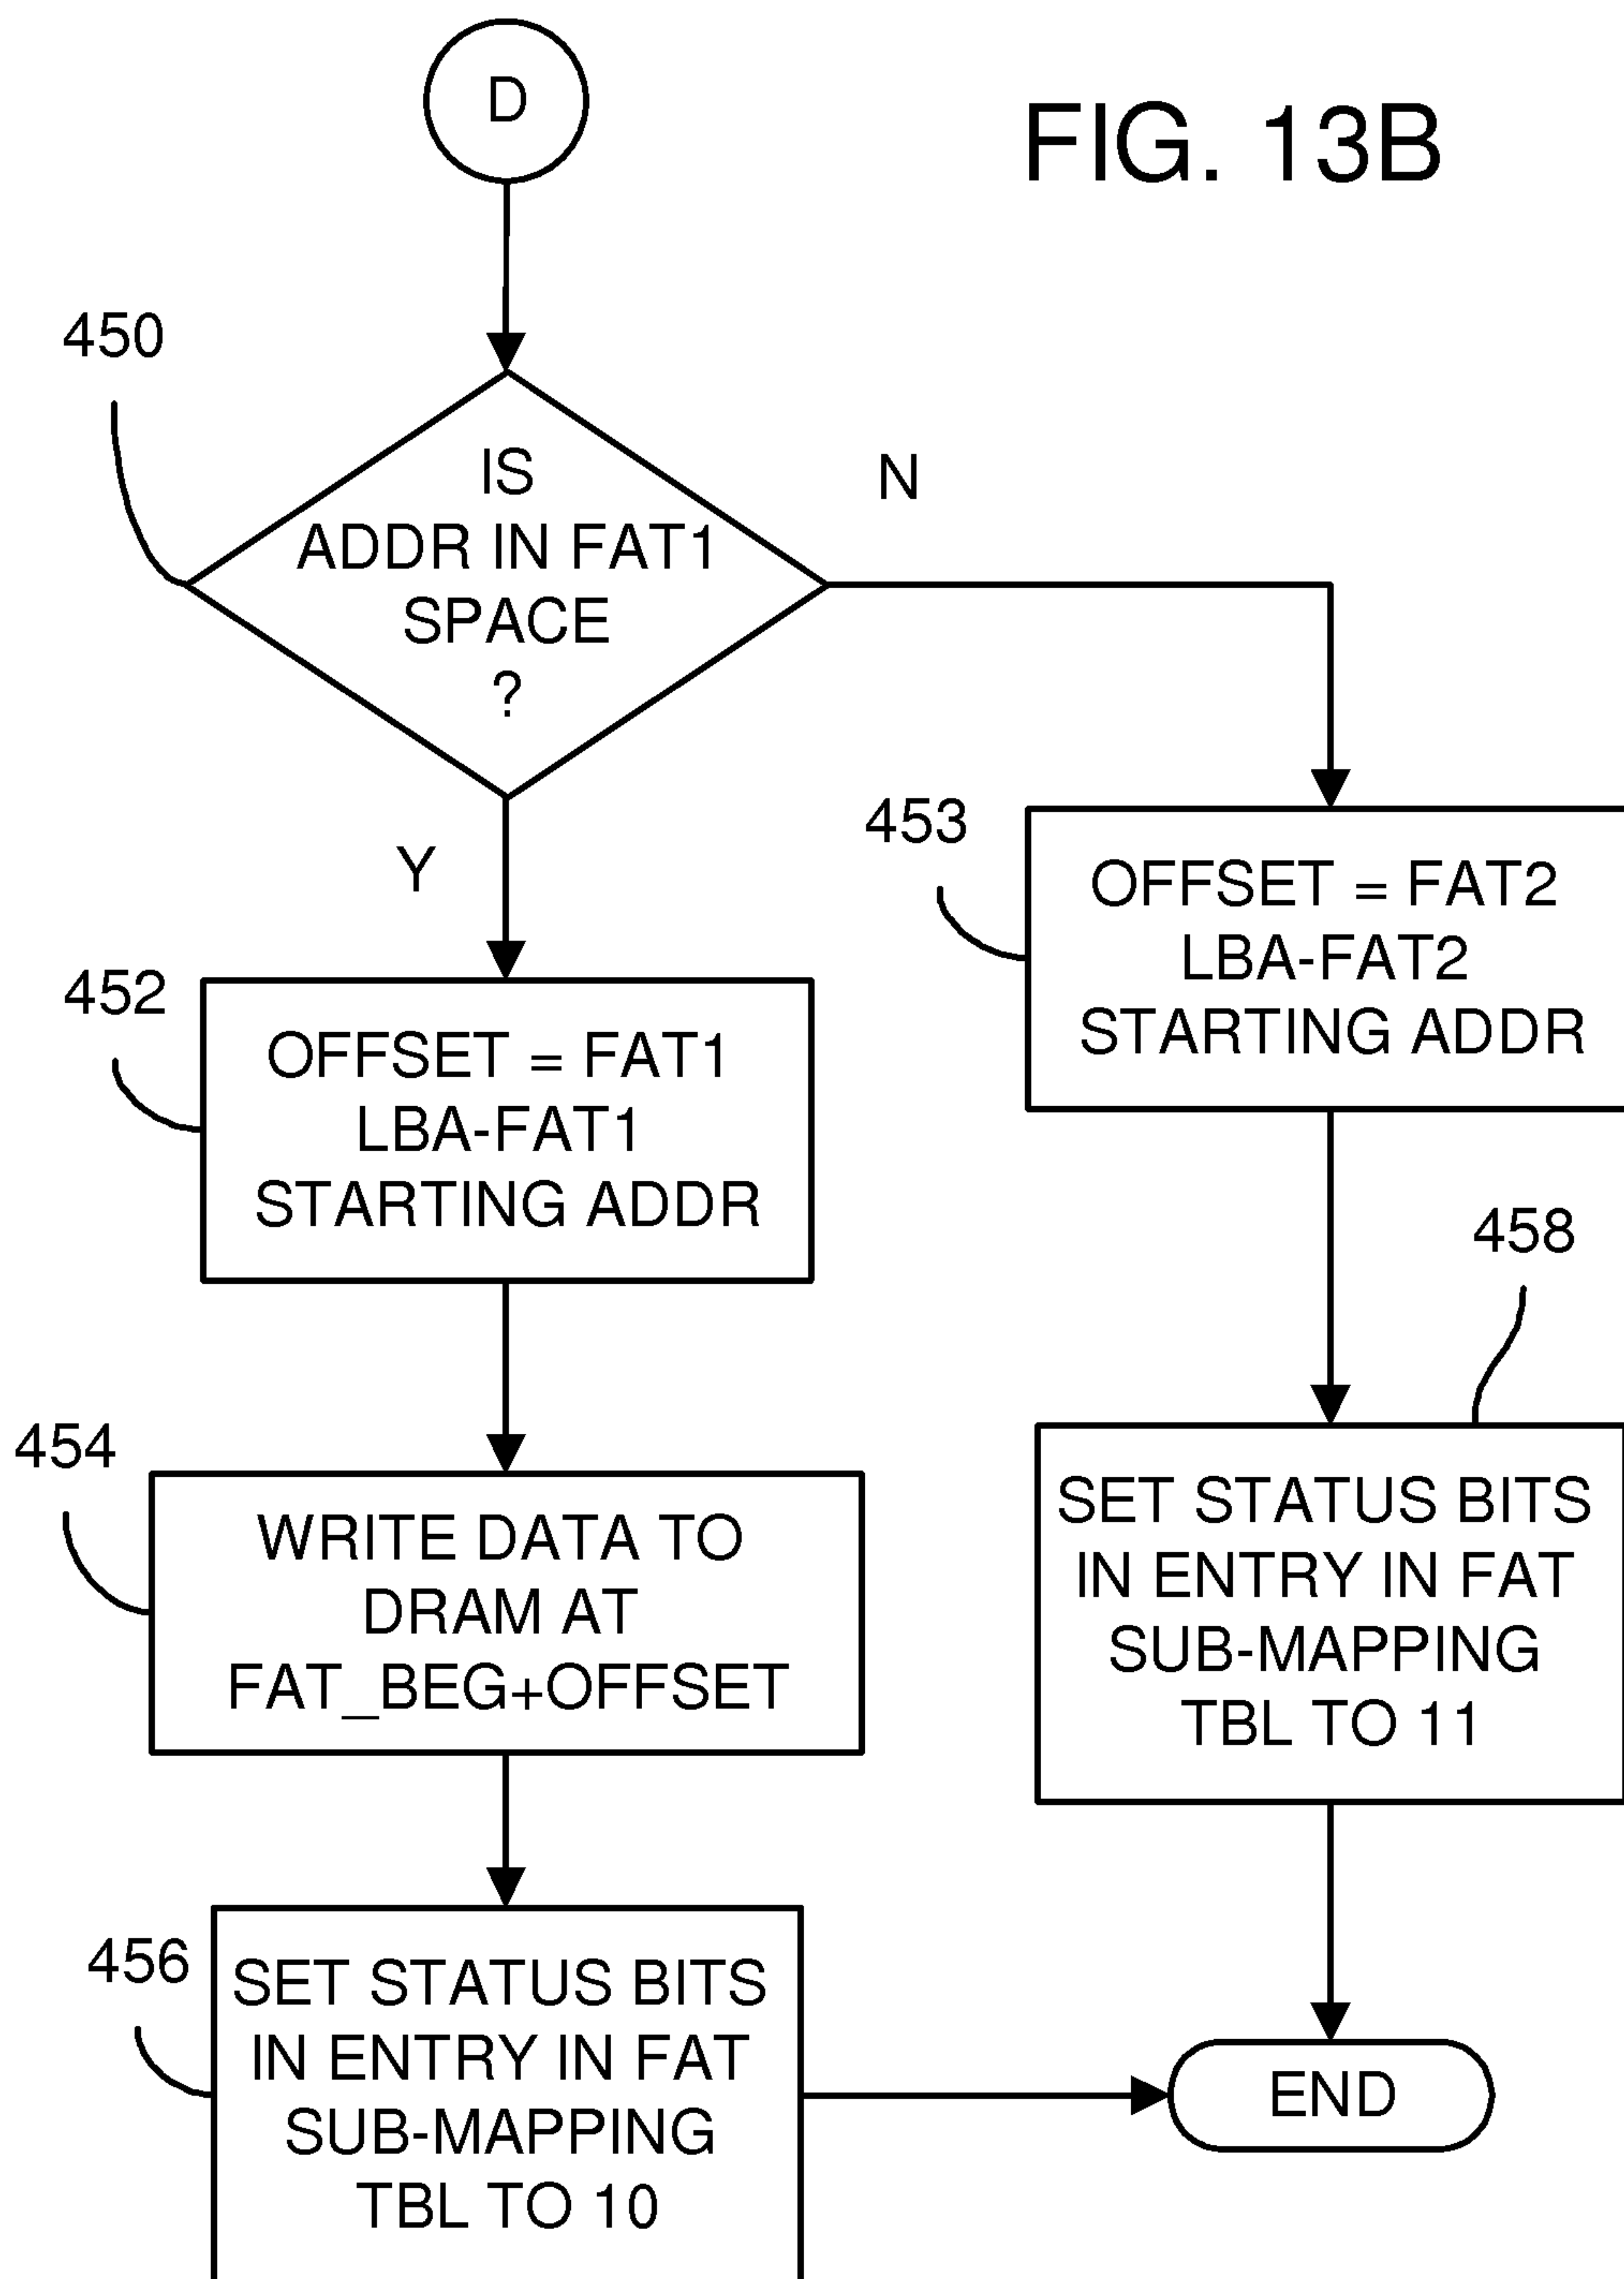 D
FIG. 13B
450
IS
ADDR IN FAT1
SPACE
?
N
Y
453
OFFSET = FAT2
LBA-FAT2
STARTING ADDR
452
OFFSET = FAT1
LBA-FAT1
STARTING ADDR
458
454
WRITE DATA TO
DRAM AT
FAT_BEG+OFFSET
SET STATUS BITS
IN ENTRY IN FAT
SUB-MAPPING
TBL TO 11
456
SET STATUS BITS
IN ENTRY IN FAT
SUB-MAPPING
TBL TO 10
END